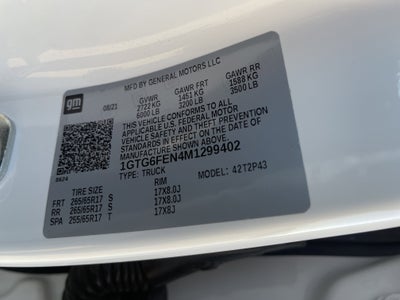 MFD BY GENERAL MOTORS LLC
gm
08/21
GVWR GAWR FRT GAWR RR
2722 KG 1451 KG 1588 KG
6000 LB 3200 LB 3500 LB
THIS VEHICLE CONFORMS TO ALL
APPLICABLE U.S. FEDERAL MOTOR
VEHICLE SAFETY AND THEFT PREVENTION
STANDARDS IN EFFECT ON THE DATE OF
MANUFACTURE SHOWN ABOVE.
1GTG6FEN4M1299402
TYPE: TRUCK MODEL: 42T2P43
TIRE SIZE RIM
FRT 265/65R17 S 17X8.0J
RR 265/65R17 S 17X8.0J
SPA 255/65R17 T 17X8J